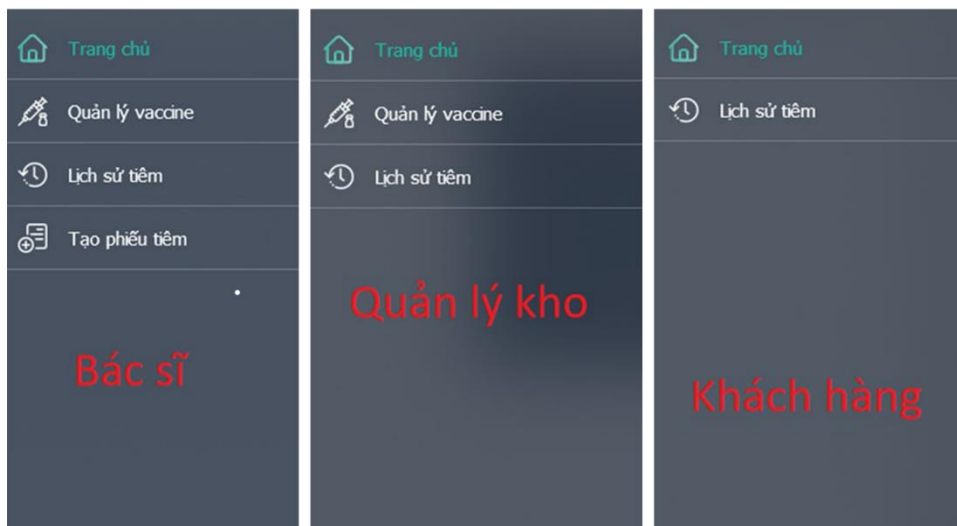 Trang chủ
Quản lý vaccine
Lịch sử tiêm
Tạo phiếu tiêm
Bác sĩ
Trang chủ
Quản lý vaccine
Lịch sử tiêm
Quản lý kho
Trang chủ
Lịch sử tiêm
Khách hàng